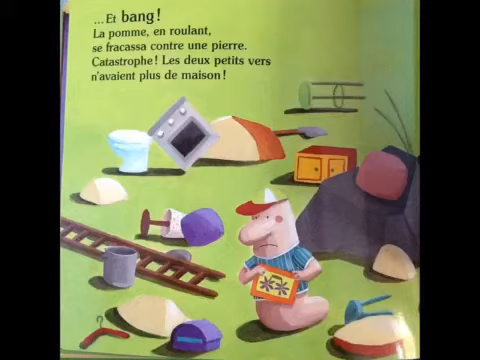 ...Et bang!
La pomme, en roulant,
se fracassa contre une pierre.
Catastrophe! Les deux petits vers
n'avaient plus de maison!